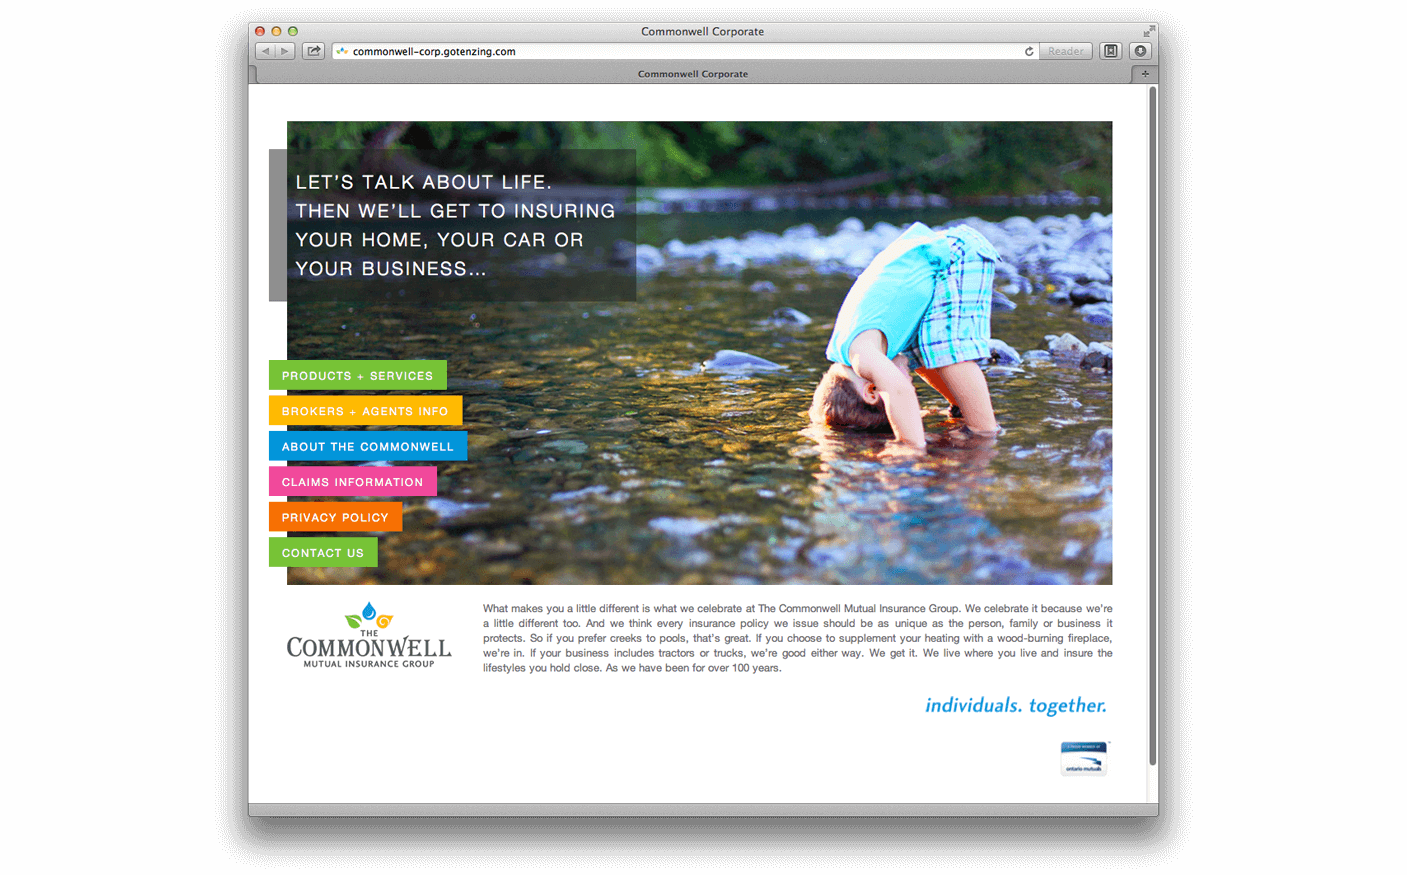 Commonwell Corporate
commonwell-corp.gotenzing.com
Reader
Commonwell Corporate
LET'S TALK ABOUT LIFE.
THEN WE'LL GET TO INSURING
YOUR HOME, YOUR CAR OR
YOUR BUSINESS...
PRODUCTS + SERVICES
BROKERS + AGENTS INFO
ABOUT THE COMMONWELL
CLAIMS INFORMATION
PRIVACY POLICY
CONTACT US
THE
COMMONWELL
MUTUAL INSURANCE GROUP
What makes you a little different is what we celebrate at The Commonwell Mutual Insurance Group. We celebrate it because we're
a little different too. And we think every insurance policy we issue should be as unique as the person, family or business it
protects. So if you prefer creeks to pools, that's great. If you choose to supplement your heating with a wood-burning fireplace,
we're in. If your business includes tractors or trucks, we're good either way. We get it. We live where you live and insure the
lifestyles you hold close. As we have been for over 100 years.
individuals. together.
ontario mutuals